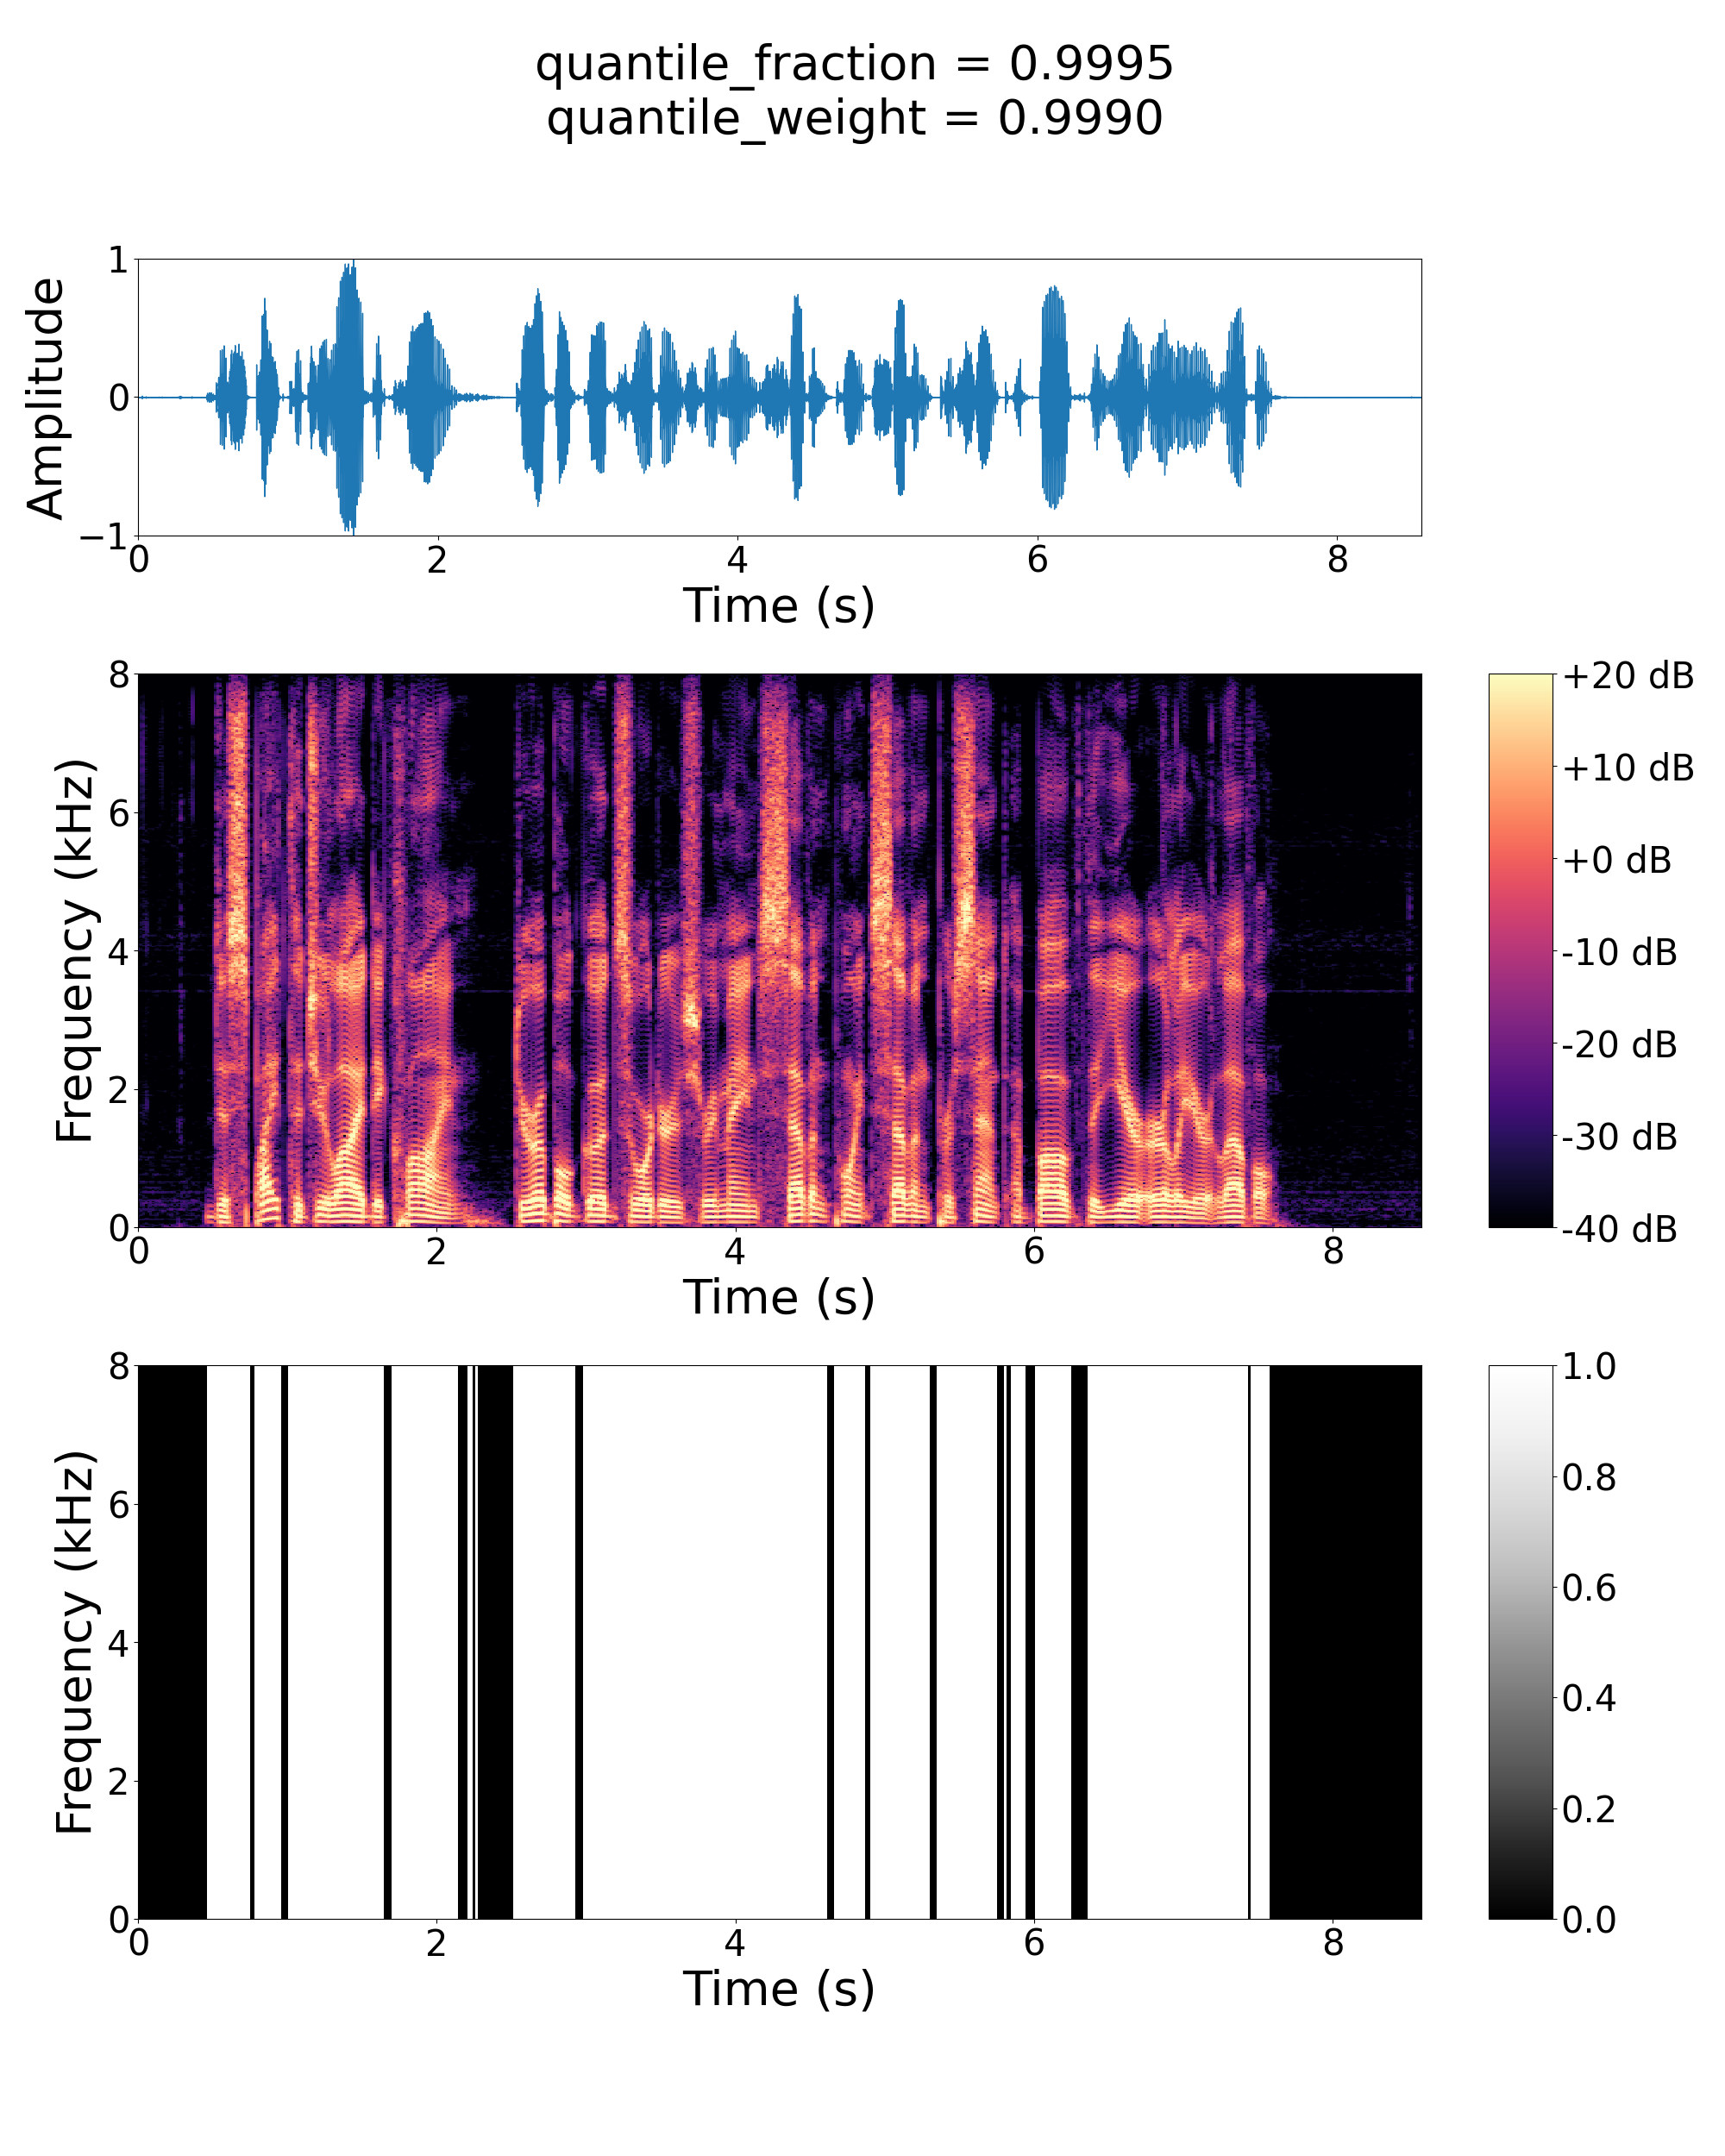 quantile_fraction = 0.9995
quantile_weight = 0.9990
1
0
−1
Amplitude
0 2 4 6 8
Time (s)
8
6
4
2
0
Frequency (kHz)
0 2 4 6 8
Time (s)
+20 dB
+10 dB
+0 dB
-10 dB
-20 dB
-30 dB
-40 dB
8
6
4
2
0
Frequency (kHz)
0 2 4 6 8
Time (s)
1.0
0.8
0.6
0.4
0.2
0.0